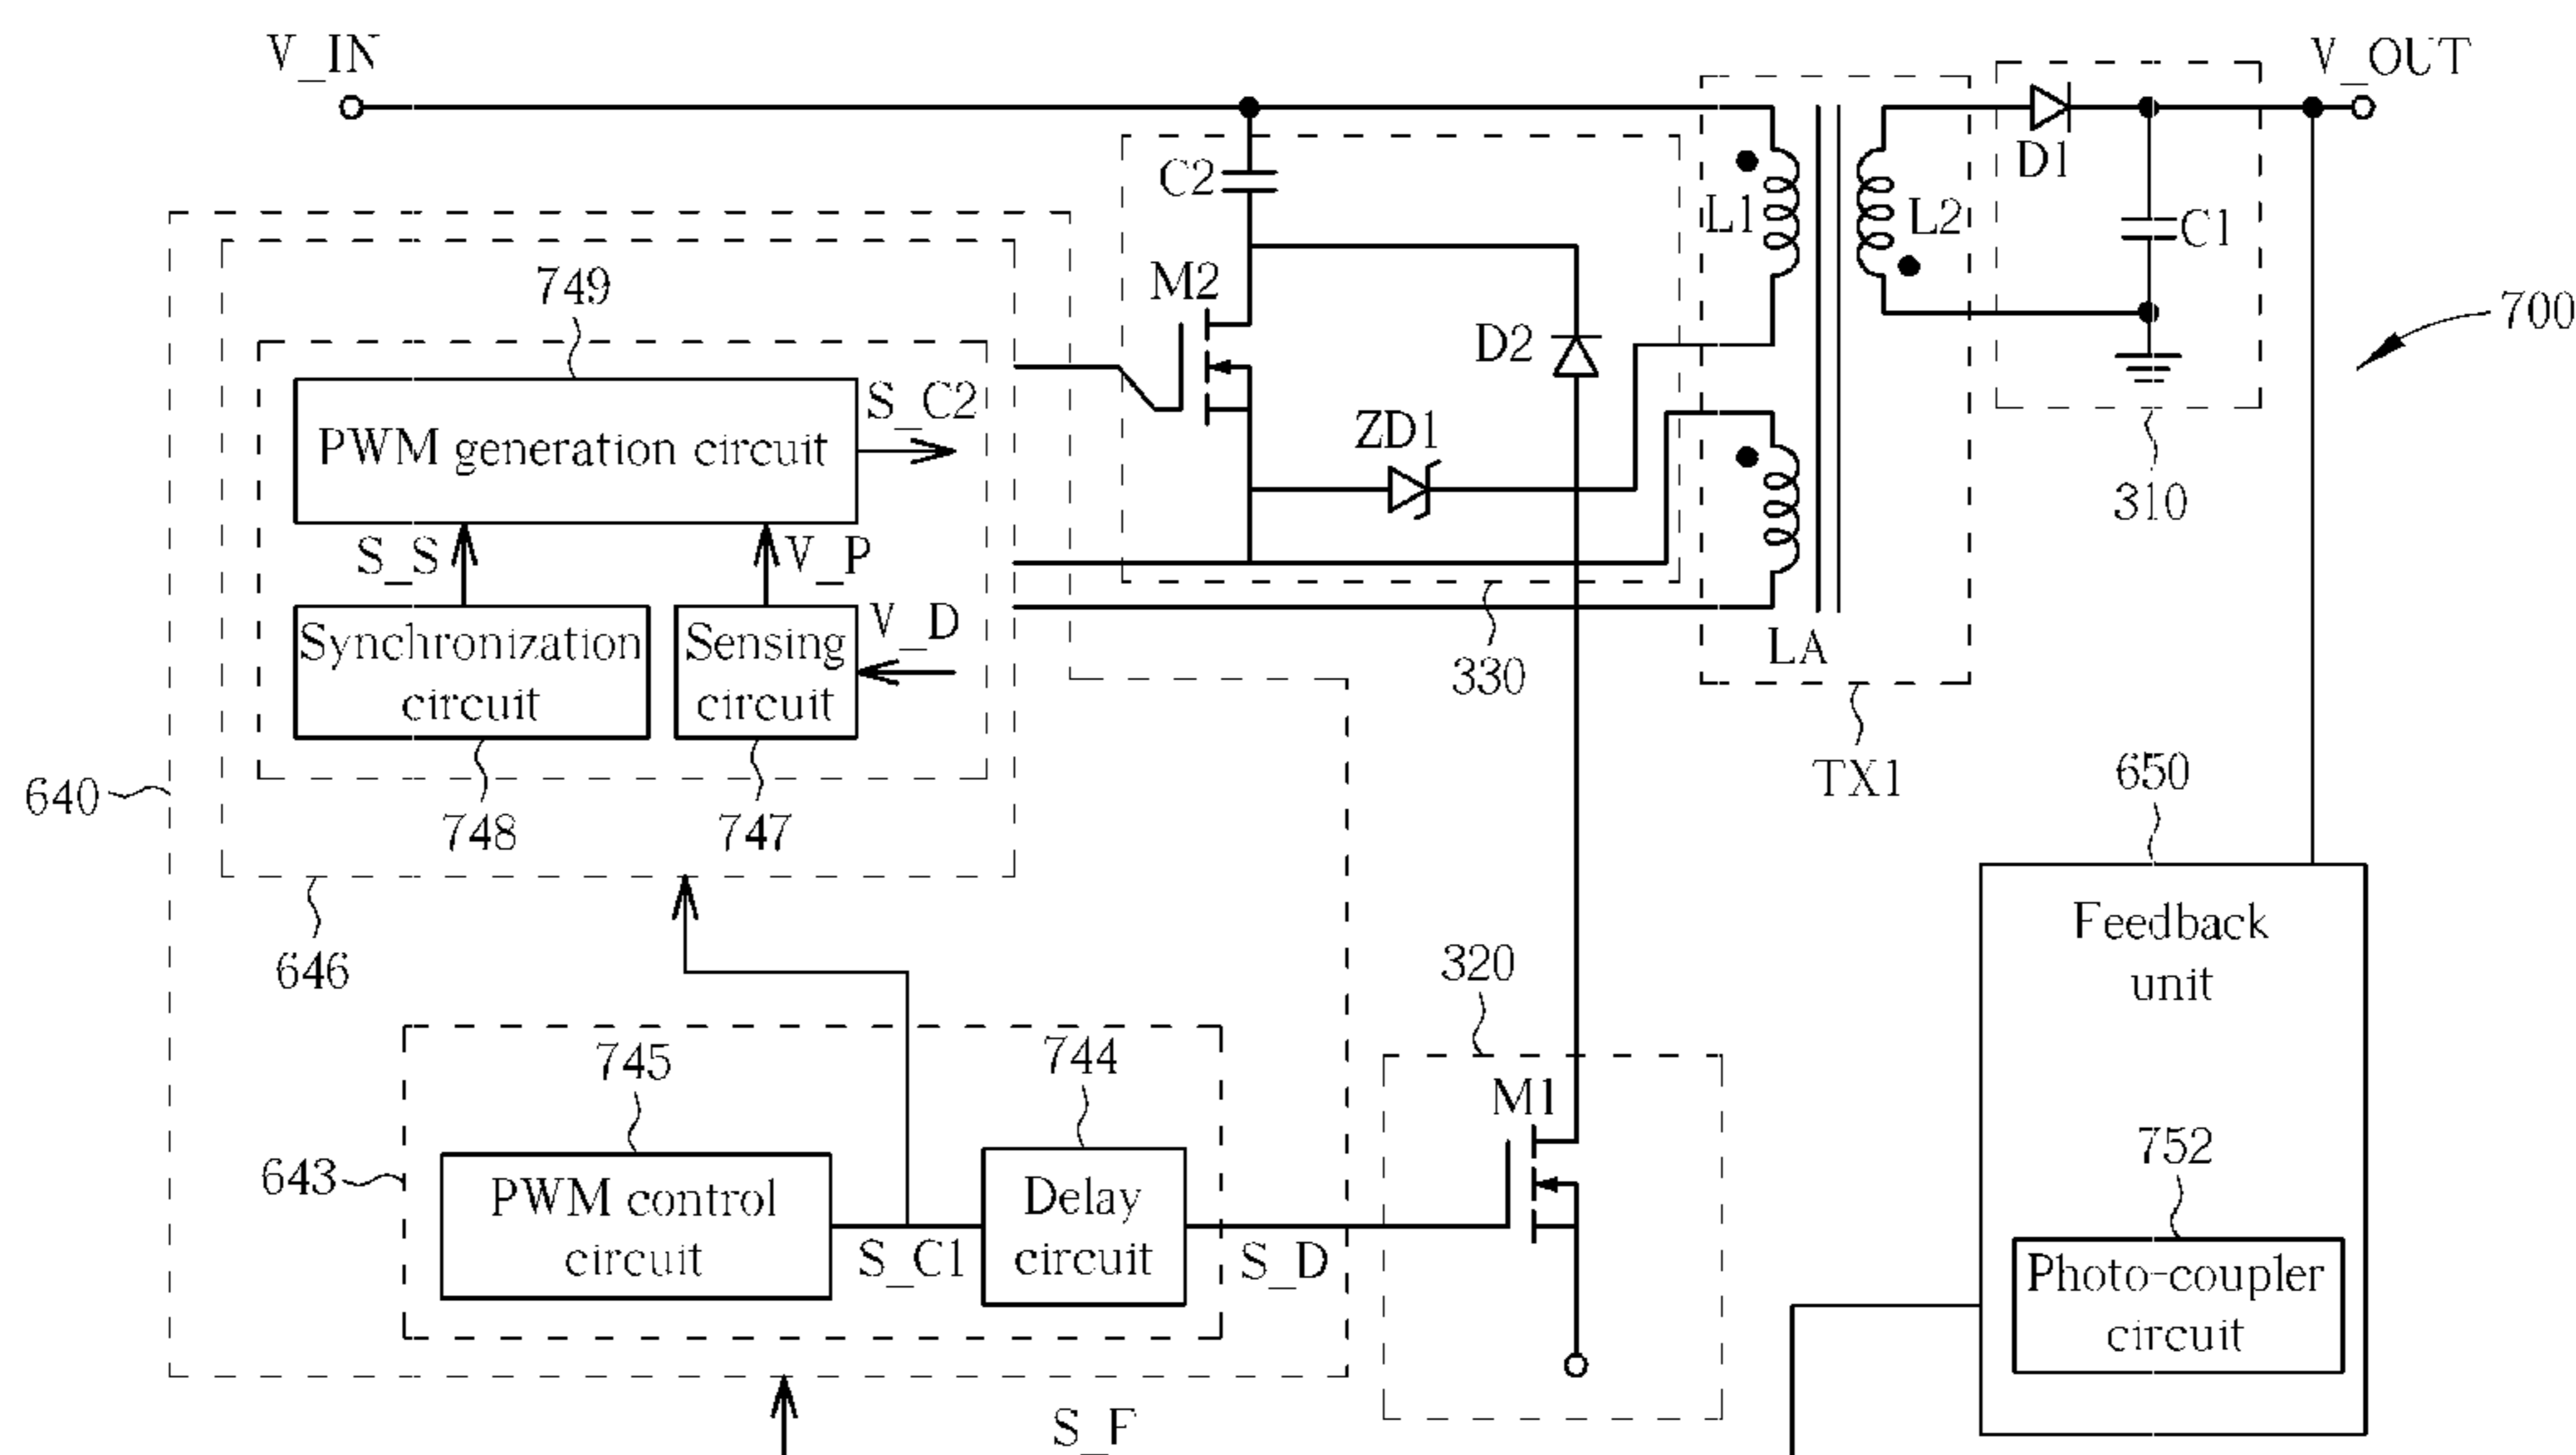 V_IN
V_OUT
C2
D1
L1
L2
C1
M2
749
700
D2
S_C2
PWM generation circuit
ZD1
310
S_S
V_P
V_D
Synchronization
circuit
Sensing
circuit
LA
330
TX1
640
748
747
650
646
Feedback
unit
320
745
744
M1
752
643
PWM control
circuit
S_C1
Delay
circuit
S_D
Photo-coupler
circuit
S_F